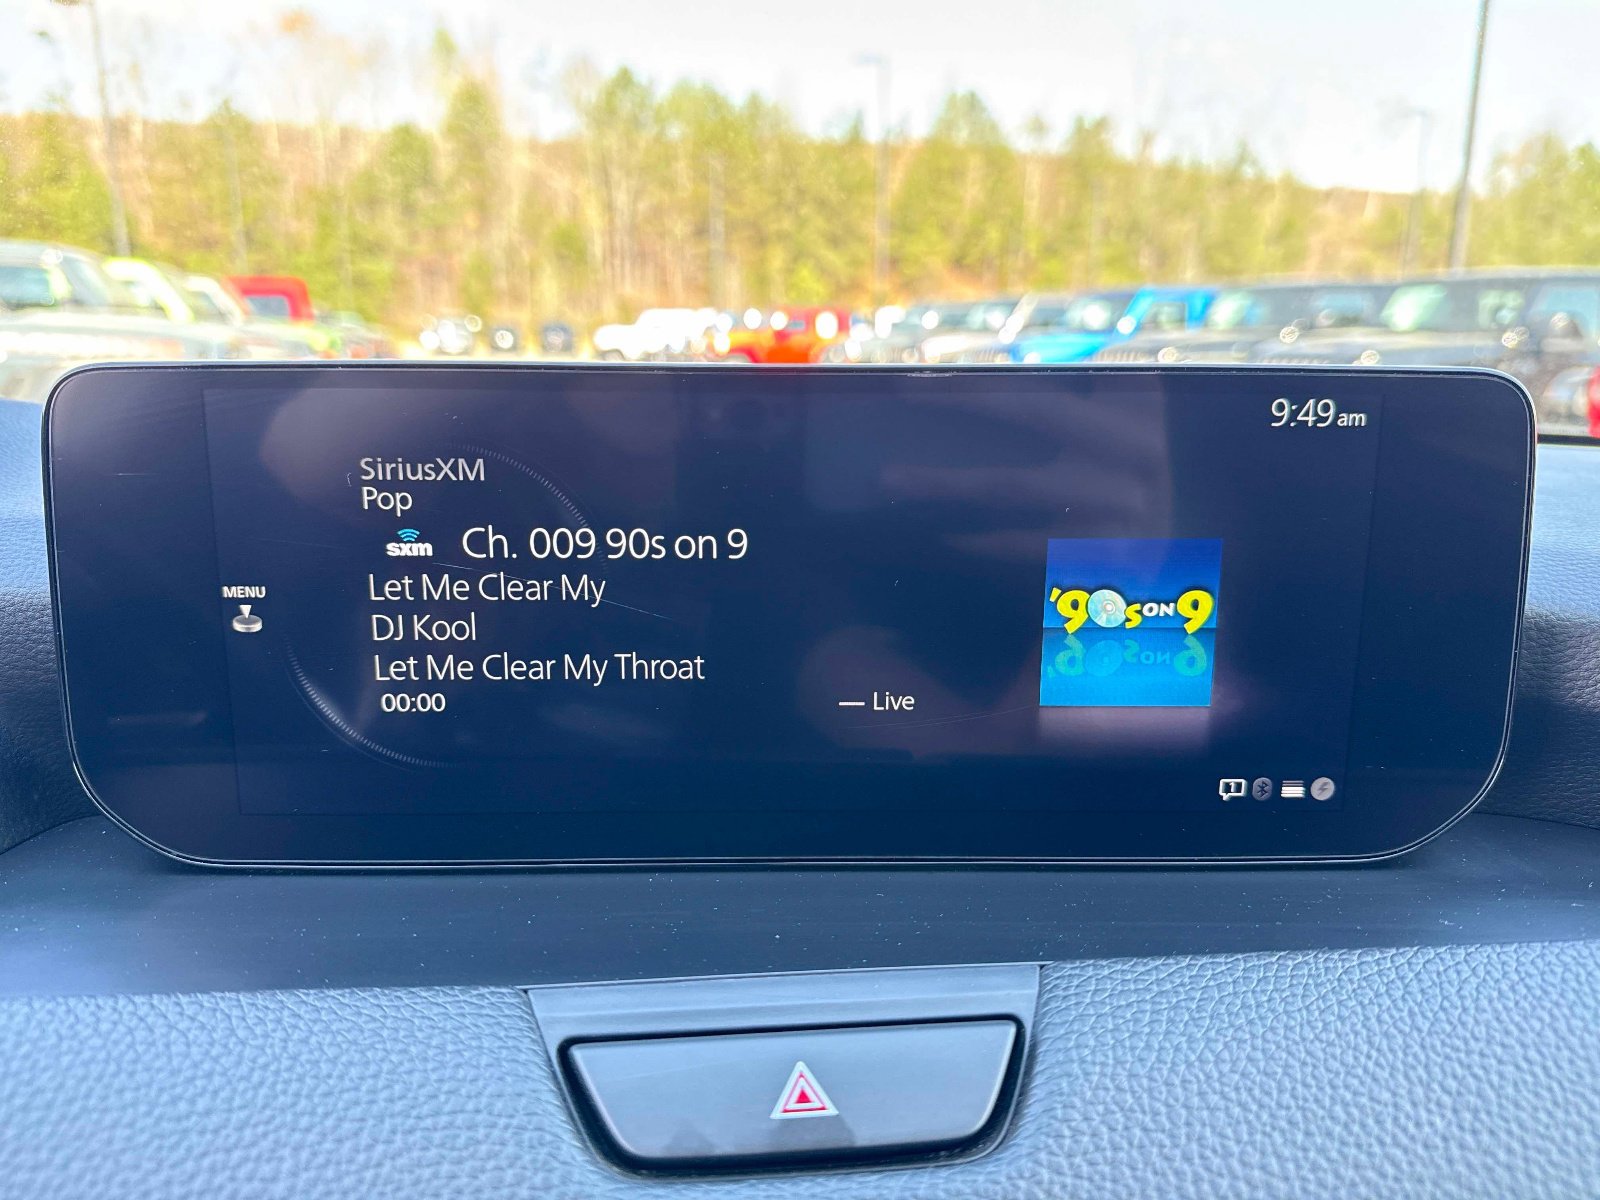 9:49 am
SiriusXM
Pop
sxm Ch. 009 90s on 9
Let Me Clear My
DJ Kool
Let Me Clear My Throat
00:00
Live
MENU
'90s ON 9
1